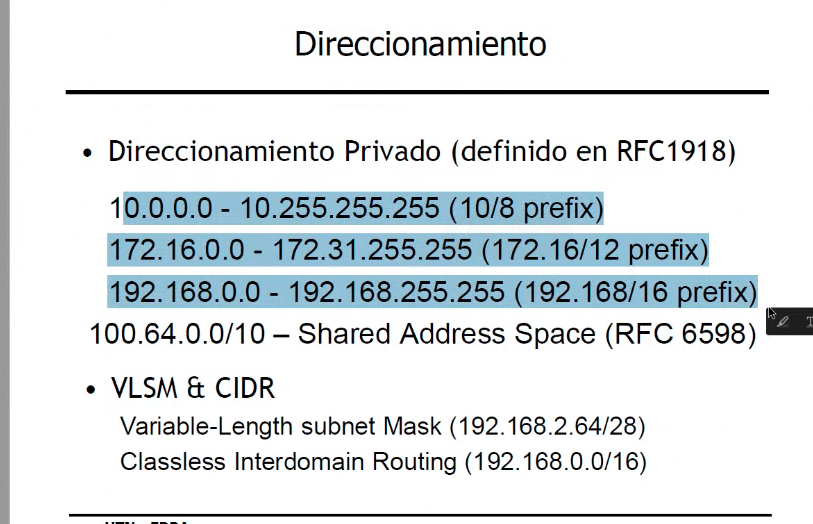 Direccionamiento
• Direccionamiento Privado (definido en RFC1918)
10.0.0.0 - 10.255.255.255 (10/8 prefix)
172.16.0.0 - 172.31.255.255 (172.16/12 prefix)
192.168.0.0 - 192.168.255.255 (192.168/16 prefix)
100.64.0.0/10 – Shared Address Space (RFC 6598)
• VLSM & CIDR
Variable-Length subnet Mask (192.168.2.64/28)
Classless Interdomain Routing (192.168.0.0/16)